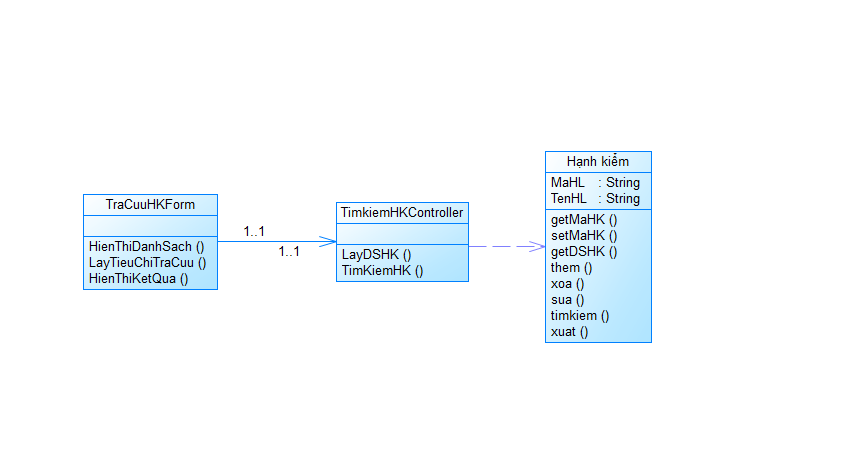 TraCuuHKForm
HienThiDanhSach ()
LayTieuChiTraCuu ()
HienThiKetQua ()
1..1
1..1
TimkiemHKController
LayDSHK ()
TimKiemHK ()
Hạnh kiểm
MaHL : String
TenHL : String
getMaHK ()
setMaHK ()
getDSHK ()
them ()
xoa ()
sua ()
timkiem ()
xuat ()